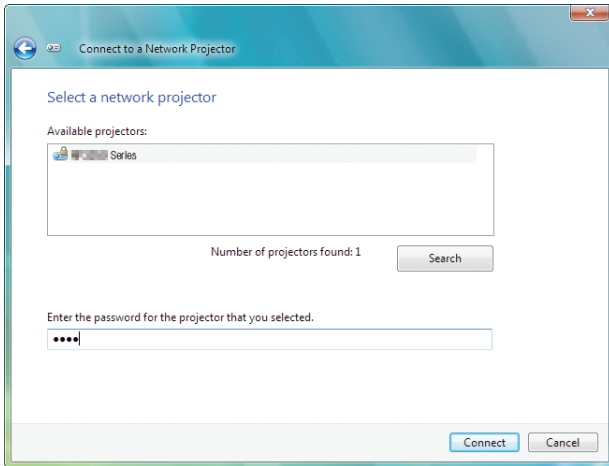 Connect to a Network Projector
Select a network projector
Available projectors:
Series
Number of projectors found: 1
Search
Enter the password for the projector that you selected.
••••
Connect
Cancel